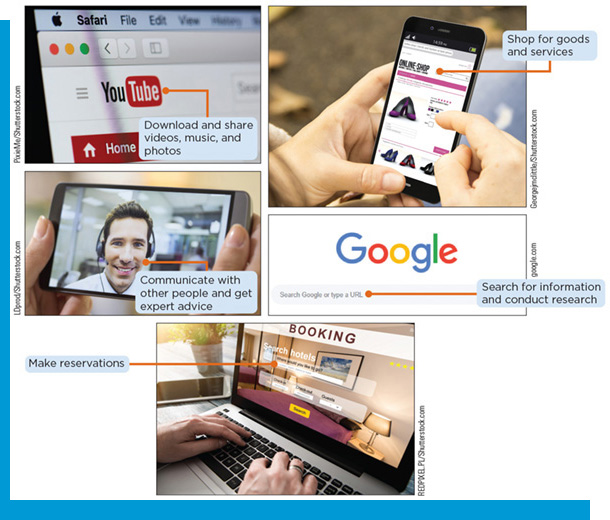 Safari File Edit View History
YouTube
Home
Download and share
videos, music, and
photos
PixieMe/Shutterstock.com
ONLINE-SHOP
Shop for goods
and services
Georgejmclittle/Shutterstock.com
Communicate with
other people and get
expert advice
LDprod/Shutterstock.com
Google
Search Google or type a URL
Search for information
and conduct research
google.com
BOOKING
Search hotels
Guests
Search
Make reservations
REDPIXEL.PL/Shutterstock.com